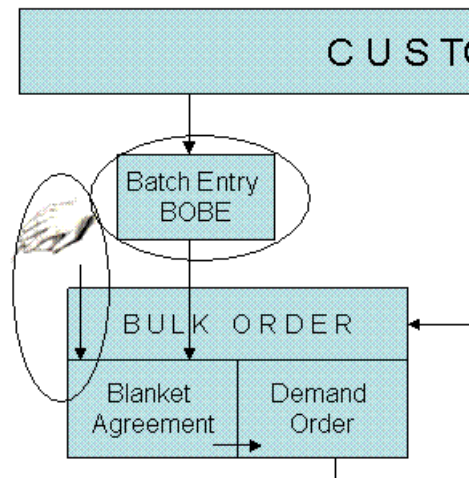 C U S T
Batch Entry
BOBE
B U L K   O R D E R
Blanket
Agreement
Demand
Order